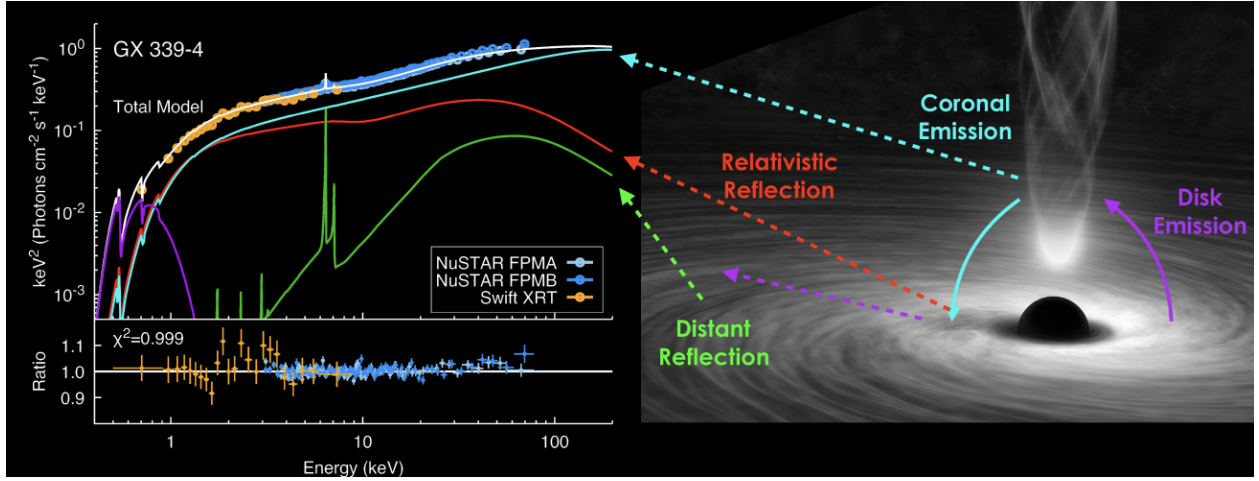 GX 339-4
Total Model
NuSTAR FPMA
NuSTAR FPMB
Swift XRT
keV² (Photons cm⁻² s⁻¹ keV⁻¹)
10⁰
10⁻¹
10⁻²
10⁻³
χ²=0.999
Ratio
1.1
1.0
0.9
1
10
100
Energy (keV)
Coronal
Emission
Relativistic
Reflection
Disk
Emission
Distant
Reflection